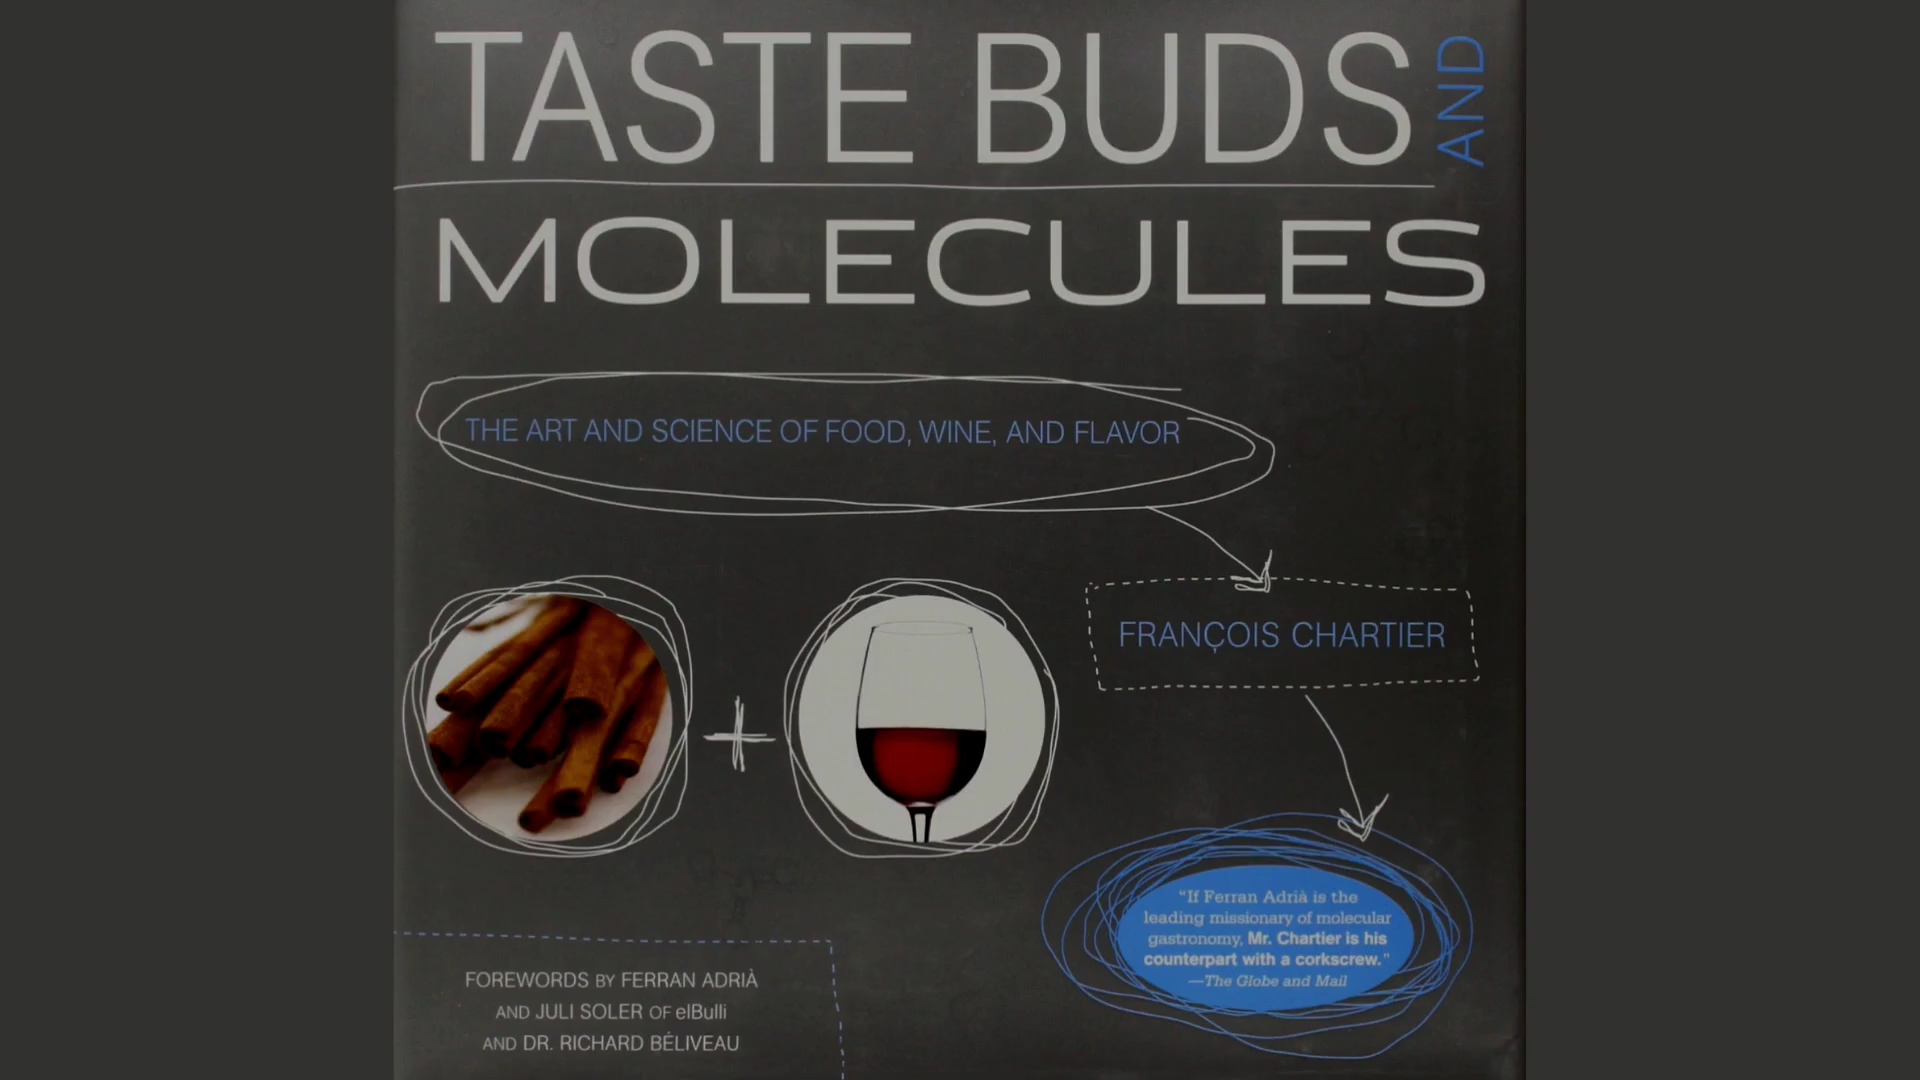 TASTE BUDS AND
MOLECULES
THE ART AND SCIENCE OF FOOD, WINE, AND FLAVOR
FRANÇOIS CHARTIER
"If Ferran Adrià is the
leading missionary of molecular
gastronomy, Mr. Chartier is his
counterpart with a corkscrew."
—The Globe and Mail
FOREWORDS BY FERRAN ADRIÀ
AND JULI SOLER OF elBulli
AND DR. RICHARD BÉLIVEAU